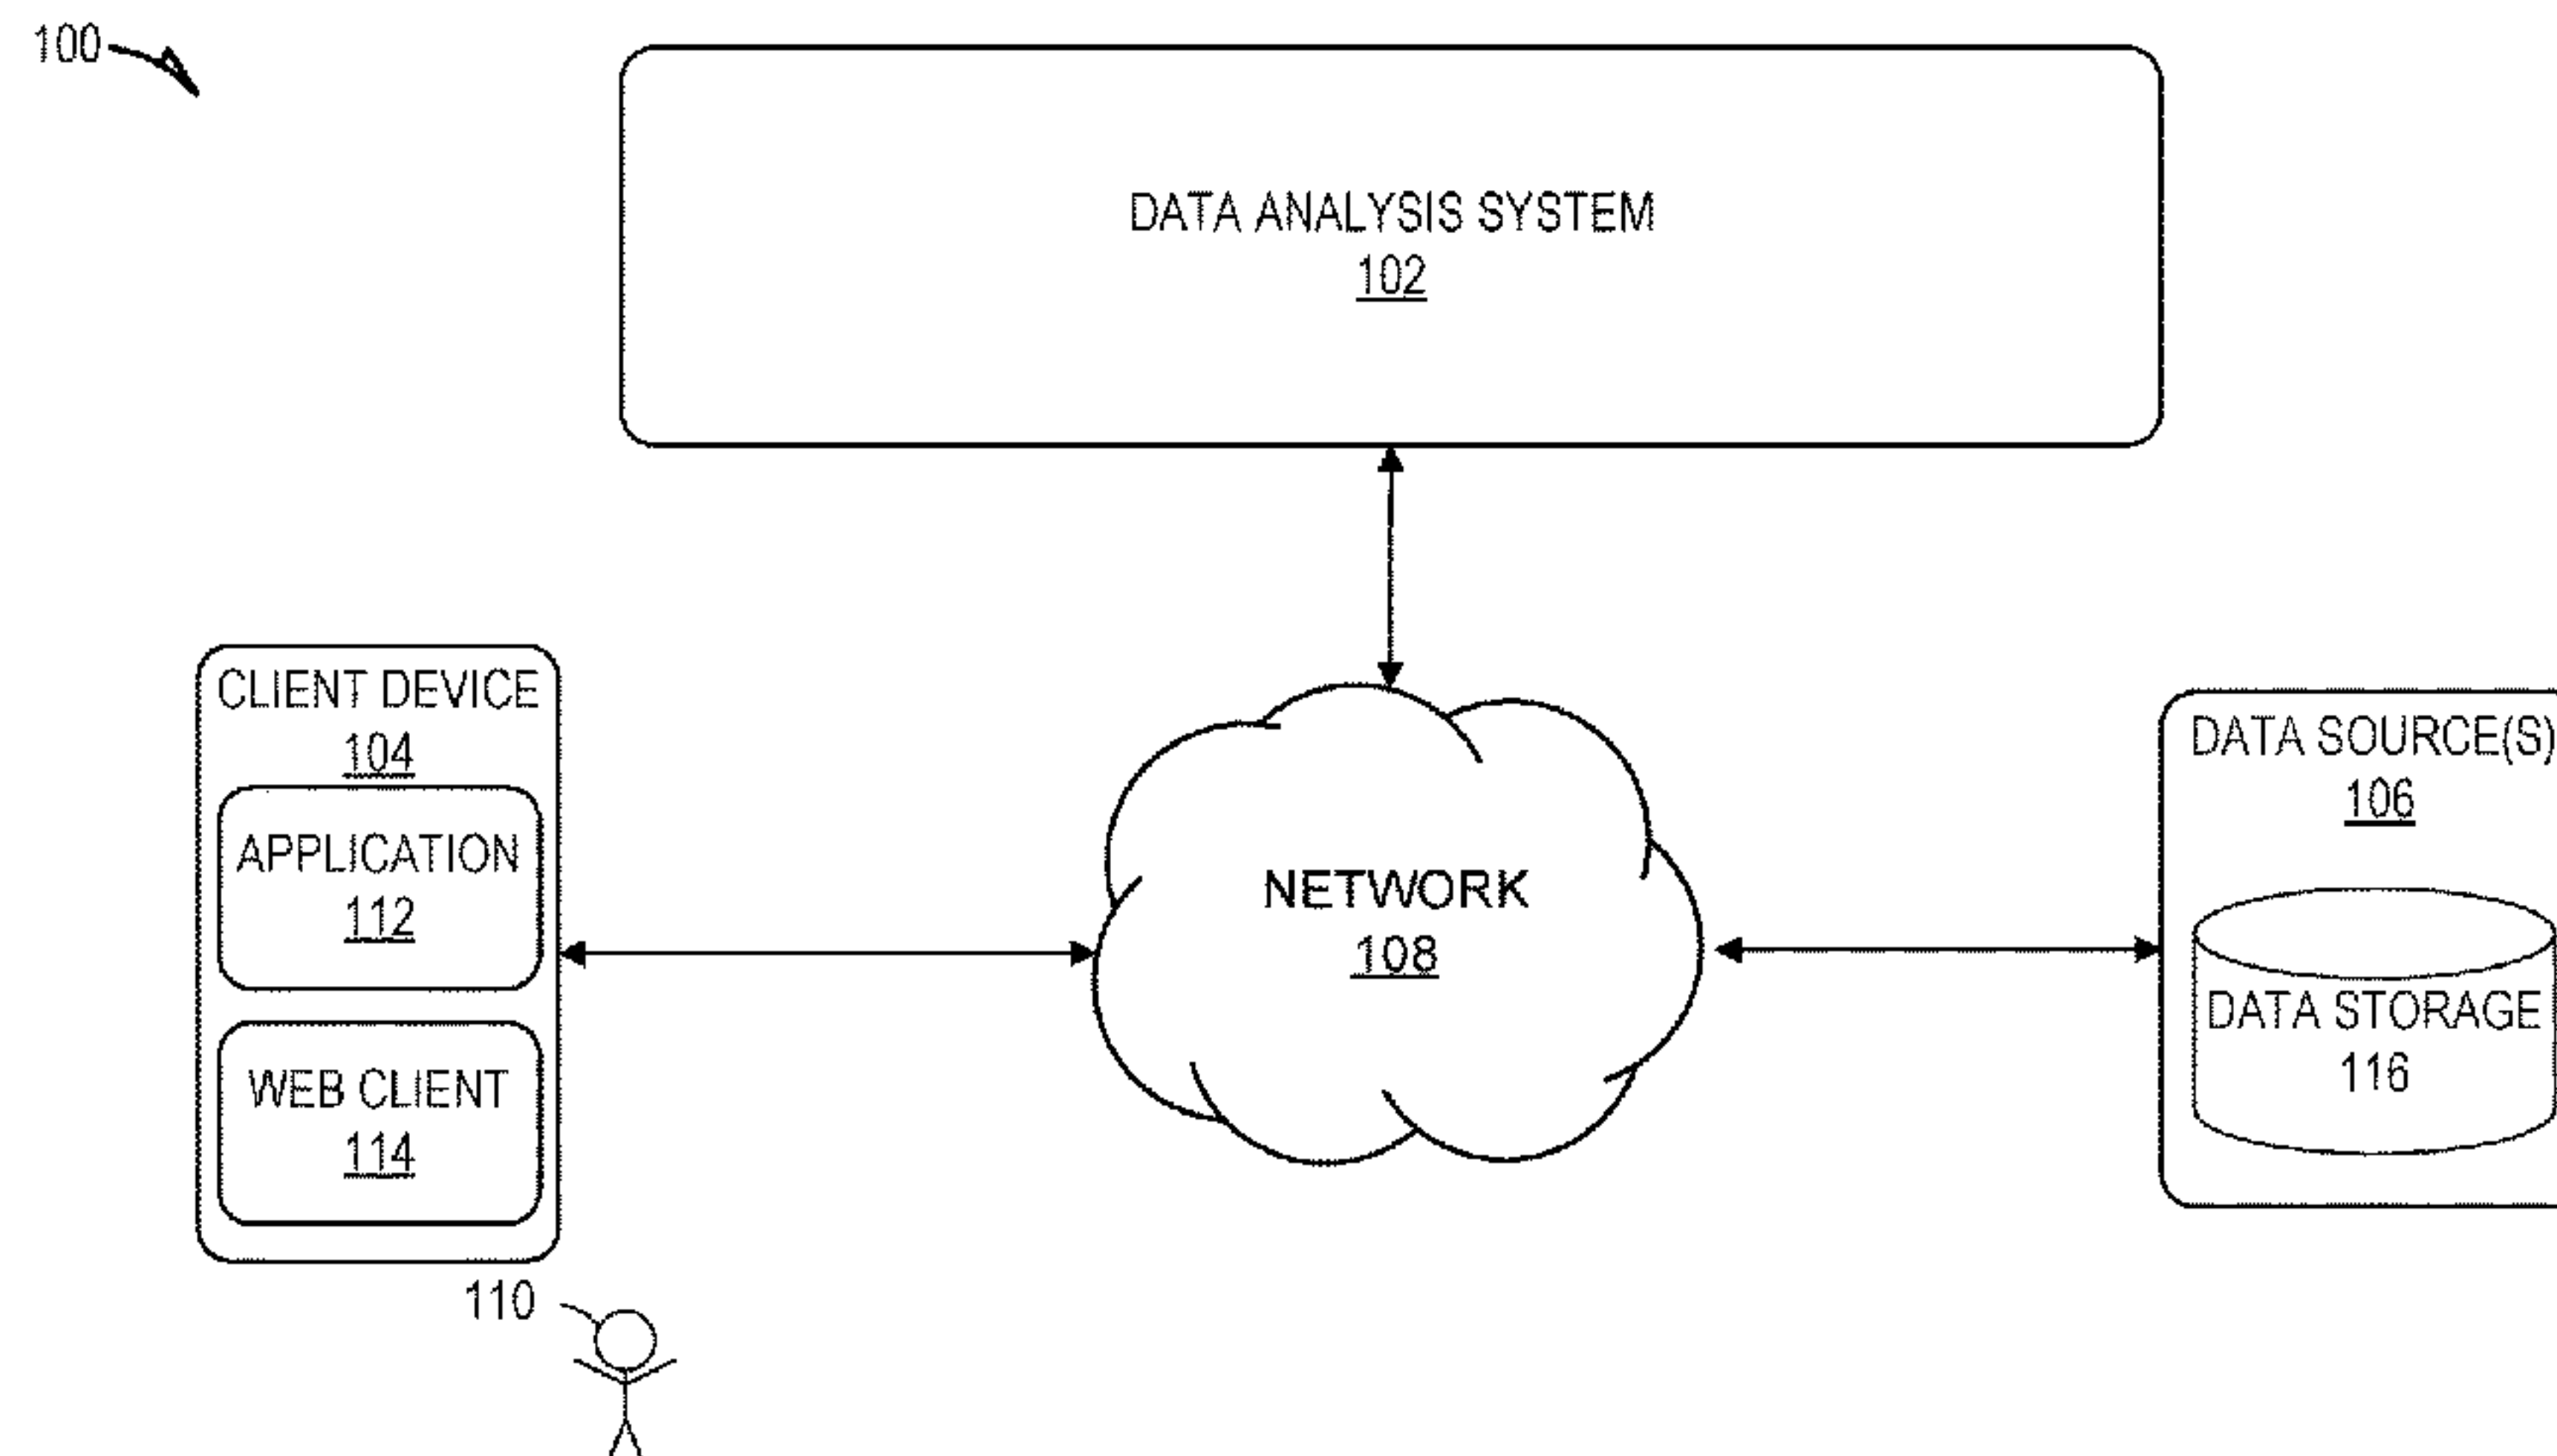 100
DATA ANALYSIS SYSTEM
102
CLIENT DEVICE
104
APPLICATION
112
WEB CLIENT
114
NETWORK
108
DATA SOURCE(S)
106
DATA STORAGE
116
110